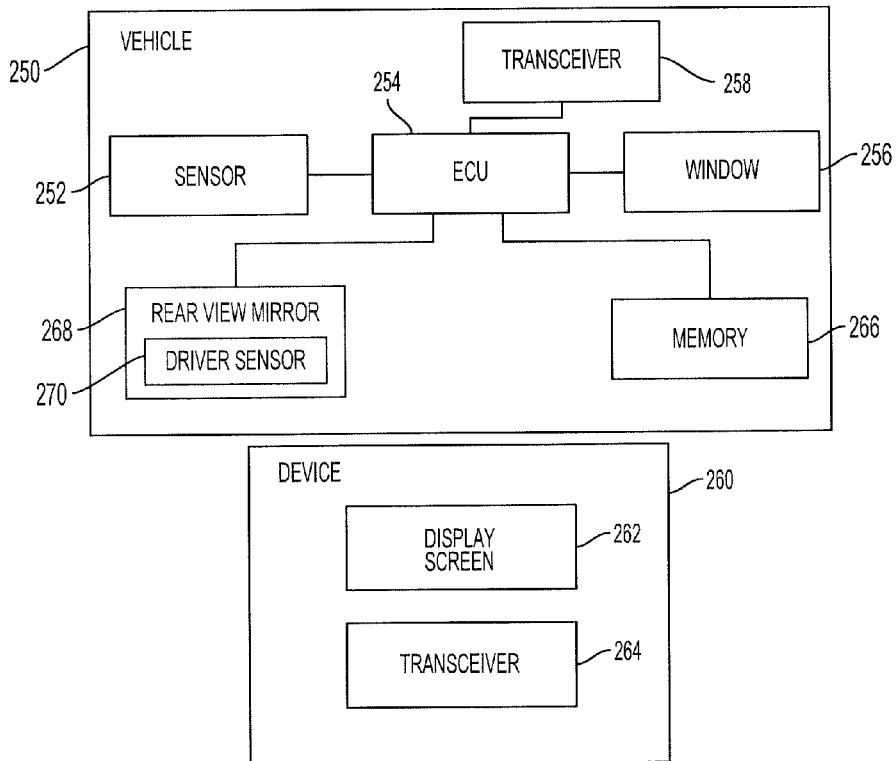 VEHICLE
250
TRANSCEIVER
258
254
SENSOR
252
ECU
WINDOW
256
REAR VIEW MIRROR
268
DRIVER SENSOR
270
MEMORY
266
DEVICE
260
DISPLAY
SCREEN
262
TRANSCEIVER
264